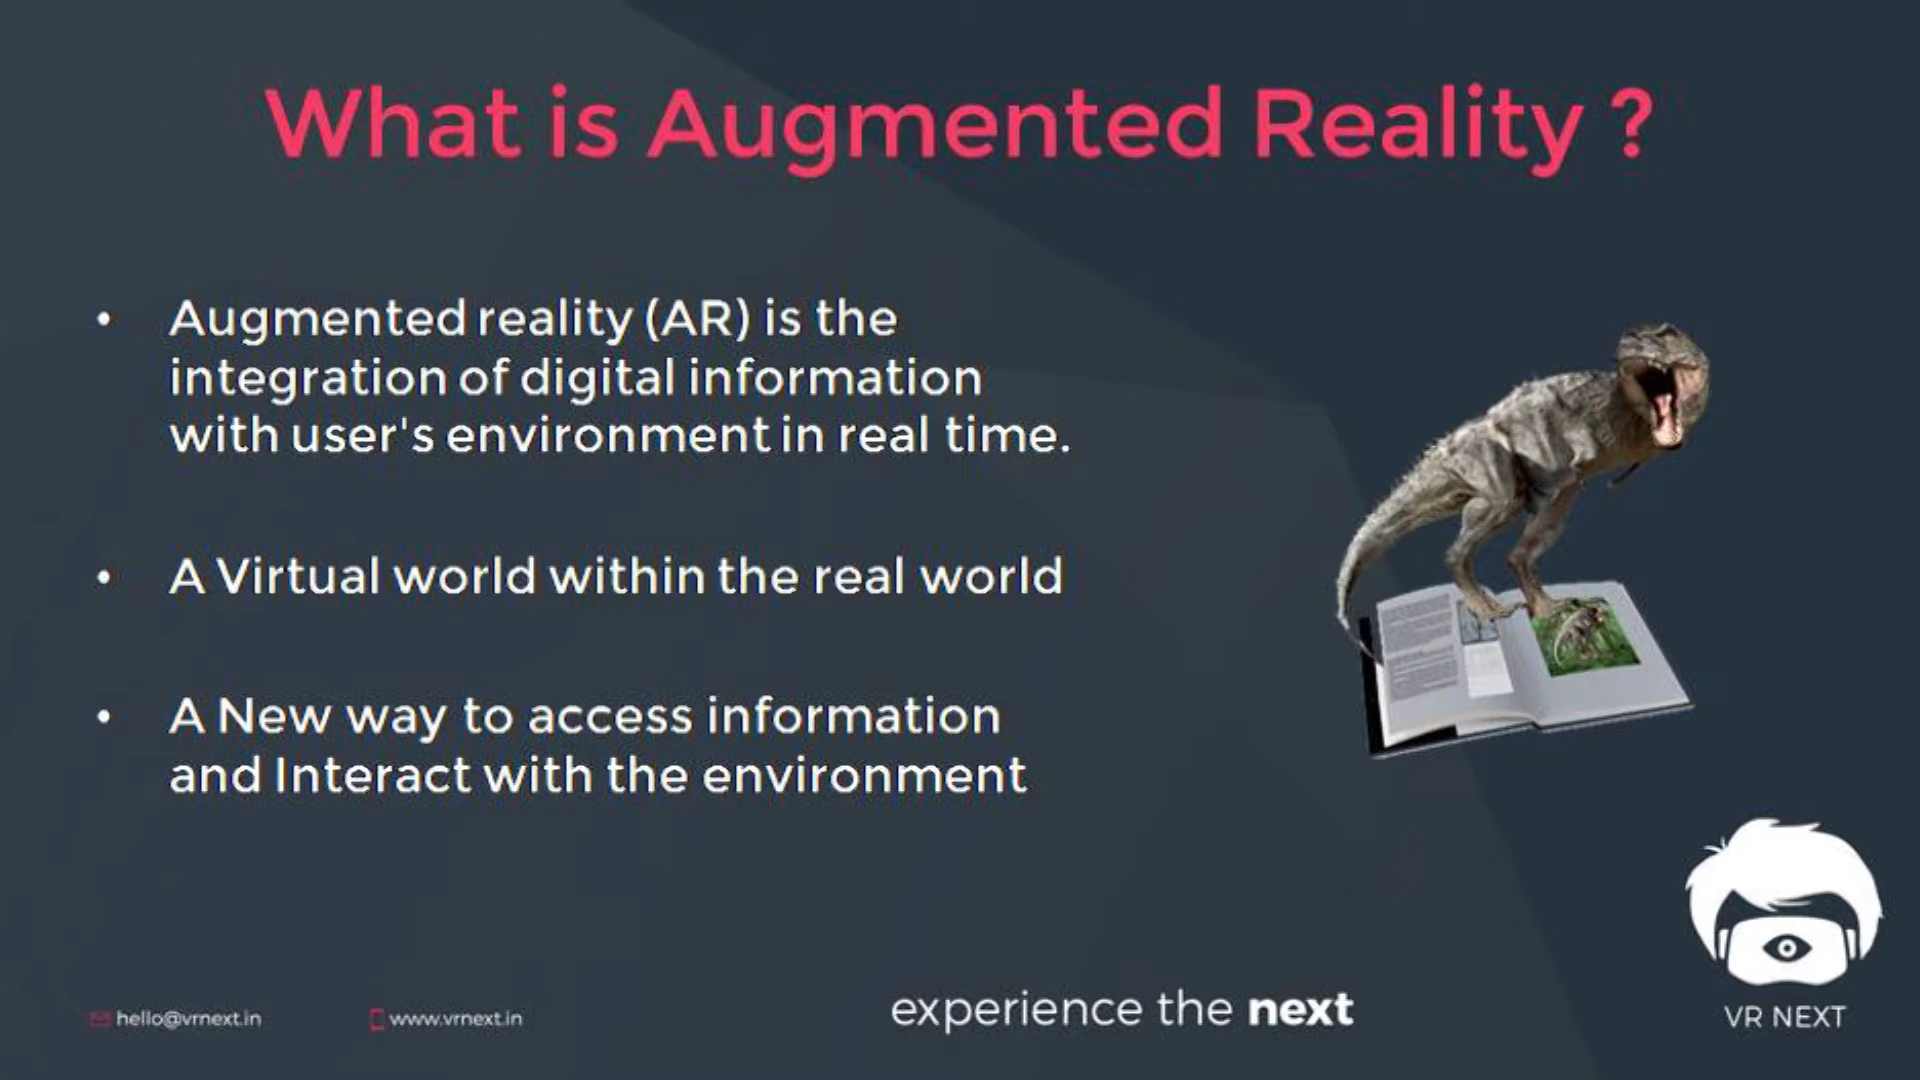 What is Augmented Reality ?
• Augmented reality (AR) is the
integration of digital information
with user's environment in real time.
• A Virtual world within the real world
• A New way to access information
and Interact with the environment
hello@vrnext.in
www.vrnext.in
experience the next
VR NEXT